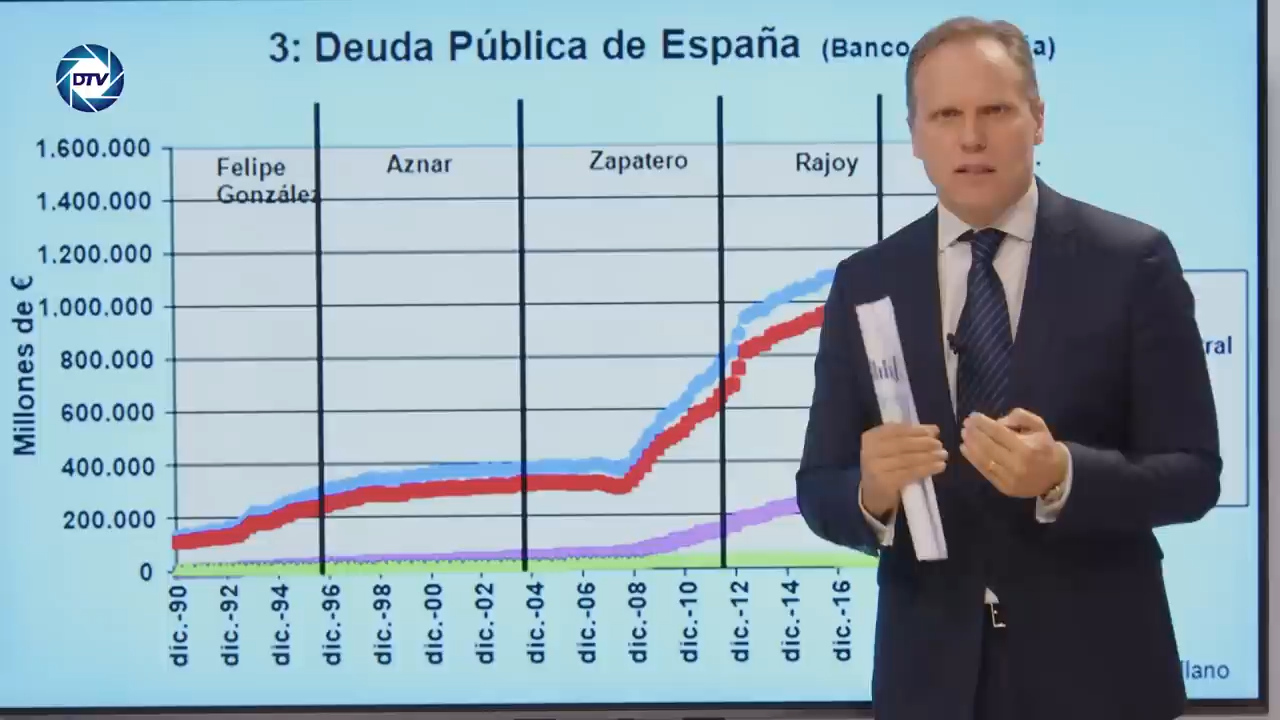 3: Deuda Pública de España (Banco
DTV
1.600.000
1.400.000
1.200.000
1.000.000
800.000
600.000
400.000
200.000
0
Millones de €
Felipe
González
Aznar
Zapatero
Rajoy
dic.-90
dic.-92
dic.-94
dic.-96
dic.-98
dic.-00
dic.-02
dic.-04
dic.-06
dic.-08
dic.-10
dic.-12
dic.-14
dic.-16